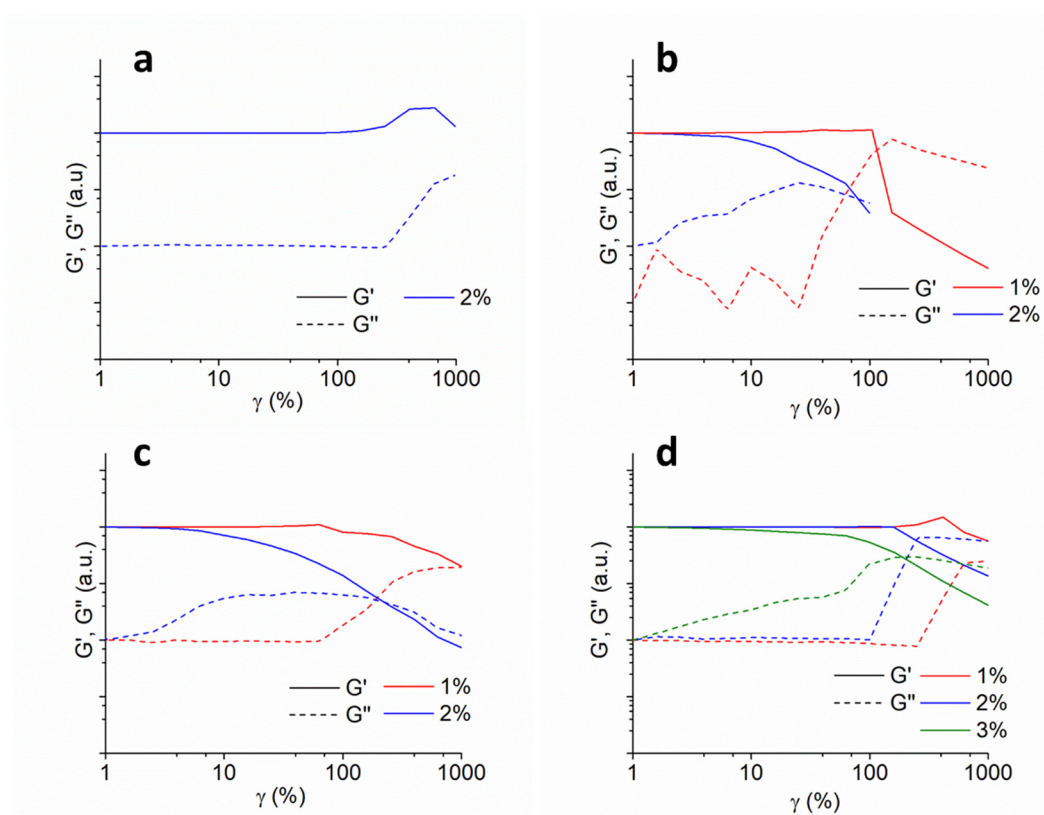 a
G', G" (a.u)
G' 2%
G"
1 10 100 1000
γ (%)
b
G', G" (a.u.)
G' 1%
G" 2%
1 10 100 1000
γ (%)
c
G', G" (a.u.)
G' 1%
G" 2%
1 10 100 1000
γ (%)
d
G', G" (a.u.)
G' 1%
G" 2%
3%
1 10 100 1000
γ (%)